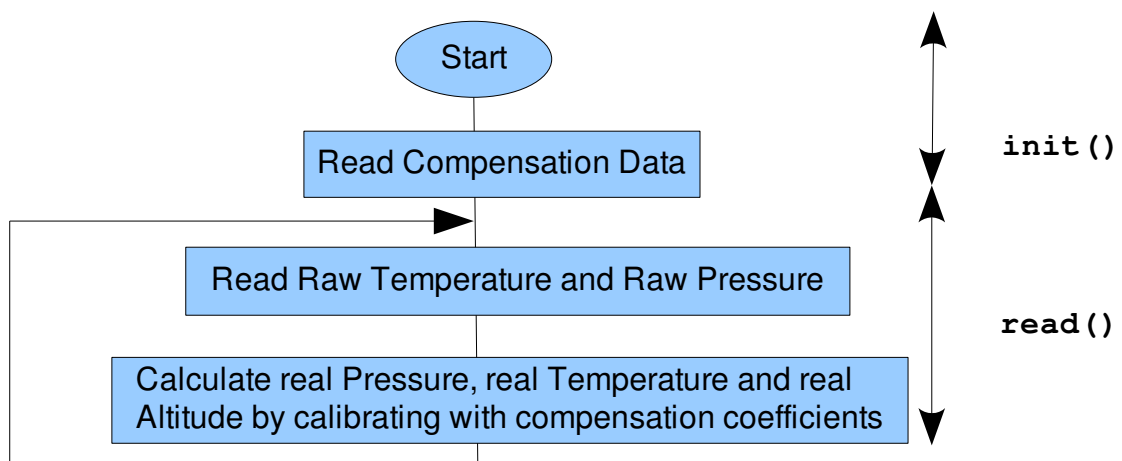 Start
Read Compensation Data
init()
Read Raw Temperature and Raw Pressure
read()
Calculate real Pressure, real Temperature and real
Altitude by calibrating with compensation coefficients